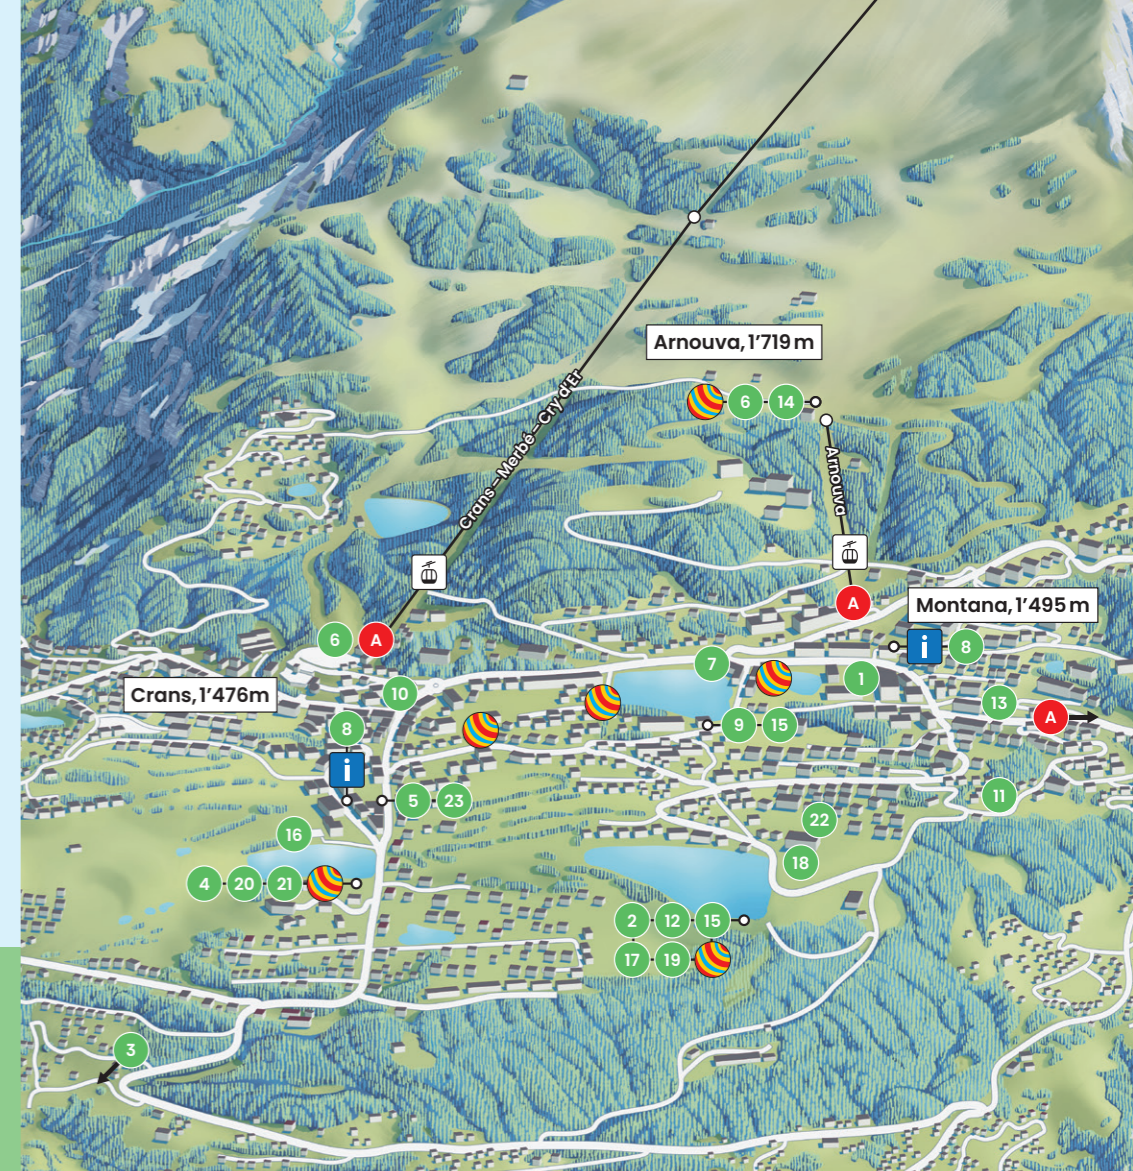 Arnouva, 1’719 m
6 14
Crans – Merbé – Cry d'Er
Arnouva
A
Montana, 1’495 m
6 A
i 8
7
1
Crans, 1’476m
10
13
A
8
9 15
i
5 23
11
22
16
18
4 20 21
2 12 15
17 19
3